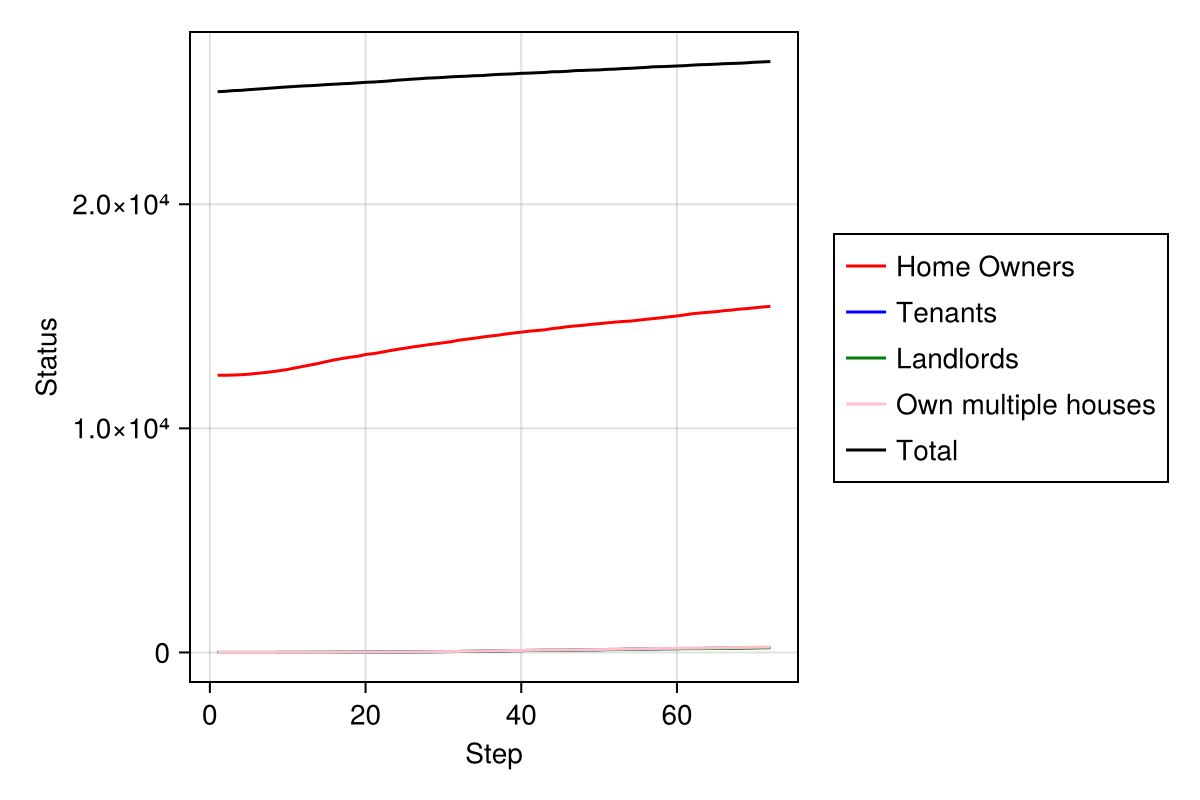 2.0×10⁴
1.0×10⁴
0
Status
0 20 40 60
Step
Home Owners
Tenants
Landlords
Own multiple houses
Total